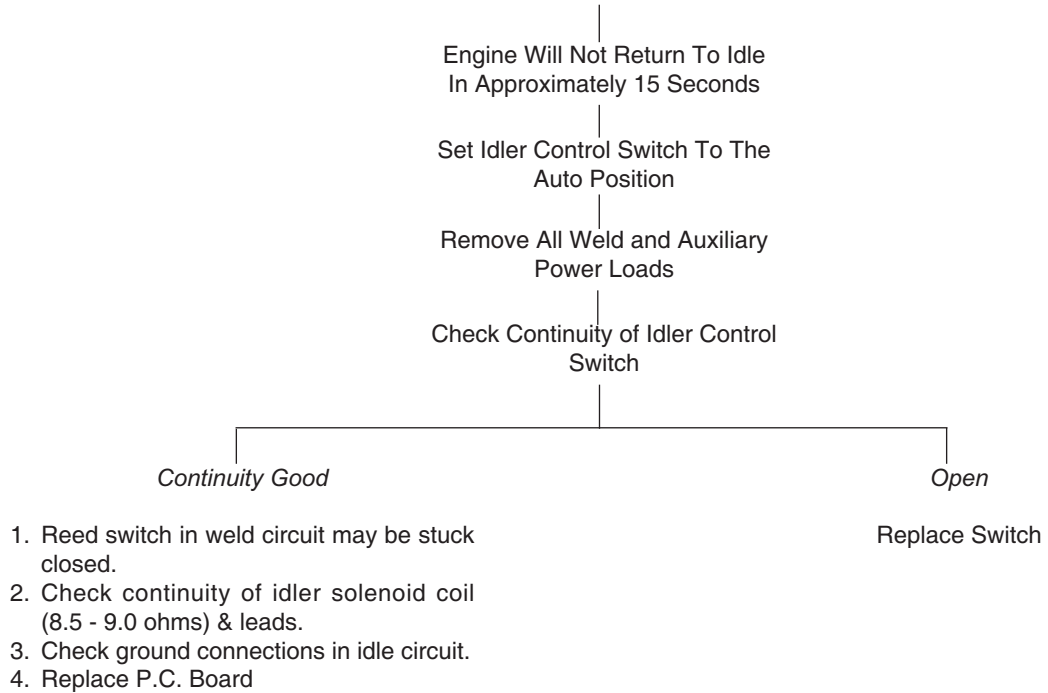 Engine Will Not Return To Idle
In Approximately 15 Seconds
Set Idler Control Switch To The
Auto Position
Remove All Weld and Auxiliary
Power Loads
Check Continuity of Idler Control
Switch
Continuity Good
Open
1. Reed switch in weld circuit may be stuck
closed.
2. Check continuity of idler solenoid coil
(8.5 - 9.0 ohms) & leads.
3. Check ground connections in idle circuit.
4. Replace P.C. Board
Replace Switch